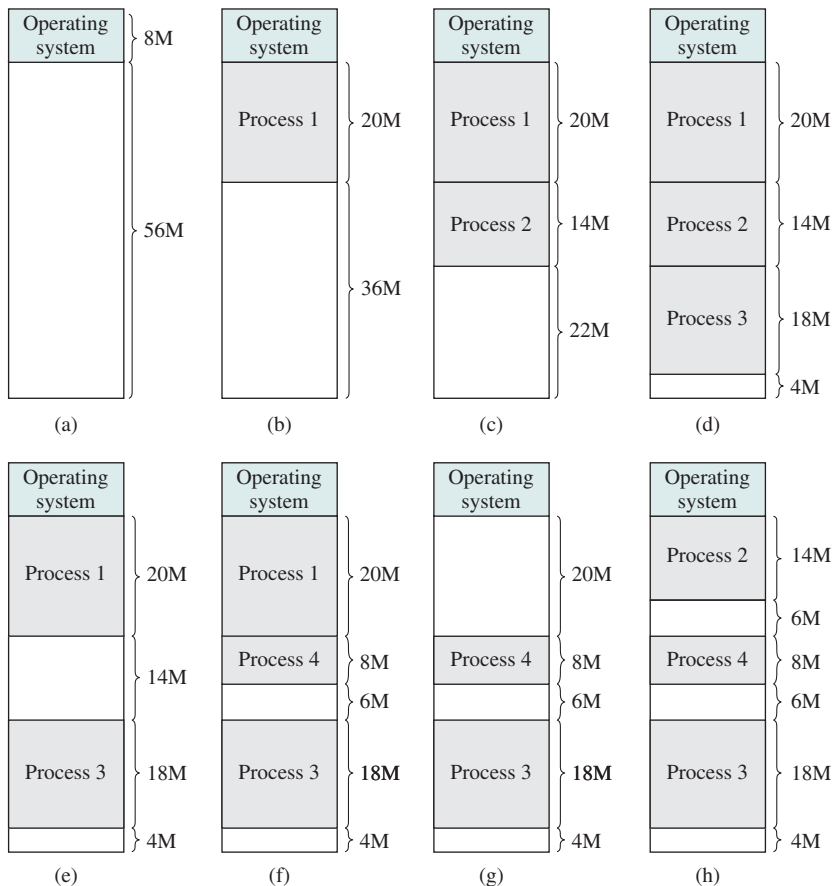 Operating
system
8M
56M
(a)
Operating
system
Process 1
20M
36M
(b)
Operating
system
Process 1
20M
Process 2
14M
22M
(c)
Operating
system
Process 1
20M
Process 2
14M
Process 3
18M
4M
(d)
Operating
system
Process 1
20M
14M
Process 3
18M
4M
(e)
Operating
system
Process 1
20M
Process 4
8M
6M
Process 3
18M
4M
(f)
Operating
system
20M
Process 4
8M
6M
Process 3
18M
4M
(g)
Operating
system
Process 2
14M
6M
Process 4
8M
6M
Process 3
18M
4M
(h)